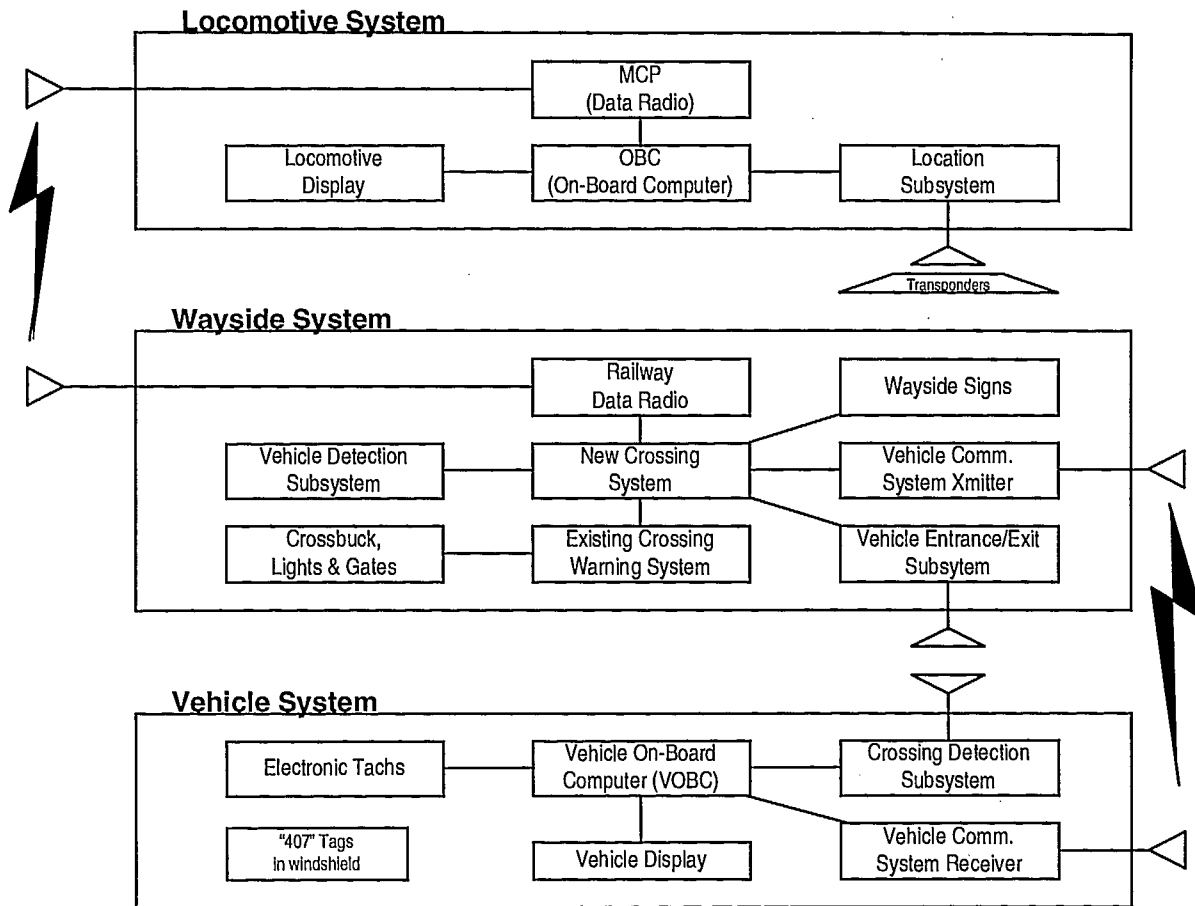 Locomotive System
MCP
(Data Radio)
Locomotive
Display
OBC
(On-Board Computer)
Location
Subsystem
Transponders
Wayside System
Railway
Data Radio
Wayside Signs
Vehicle Detection
Subsystem
New Crossing
System
Vehicle Comm.
System Xmitter
Crossbuck,
Lights & Gates
Existing Crossing
Warning System
Vehicle Entrance/Exit
Subsytem
Vehicle System
Electronic Tachs
Vehicle On-Board
Computer (VOBC)
Crossing Detection
Subsystem
"407" Tags
in windshield
Vehicle Display
Vehicle Comm.
System Receiver